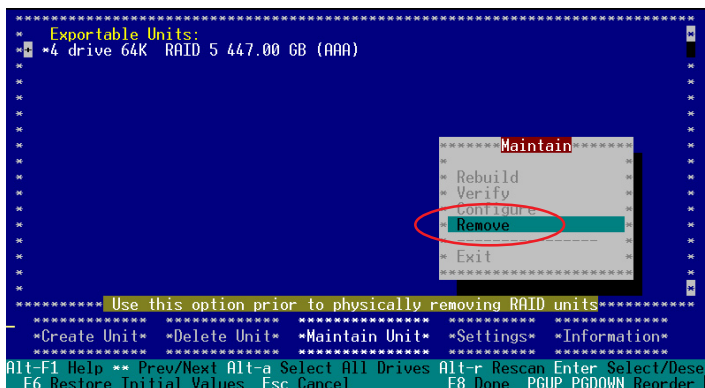 Exportable Units:
+ *4 drive 64K RAID 5 447.00 GB (AAA)
Maintain
Rebuild
Verify
Configure
Remove
Exit
Use this option prior to physically removing RAID units
*Create Unit* *Delete Unit* *Maintain Unit* *Settings* *Information*
Alt-F1 Help ** Prev/Next Alt-a Select All Drives Alt-r Rescan Enter Select/Dese
F6 Restore Initial Values Esc Cancel F8 Done PGUP PGDOWN Reorder